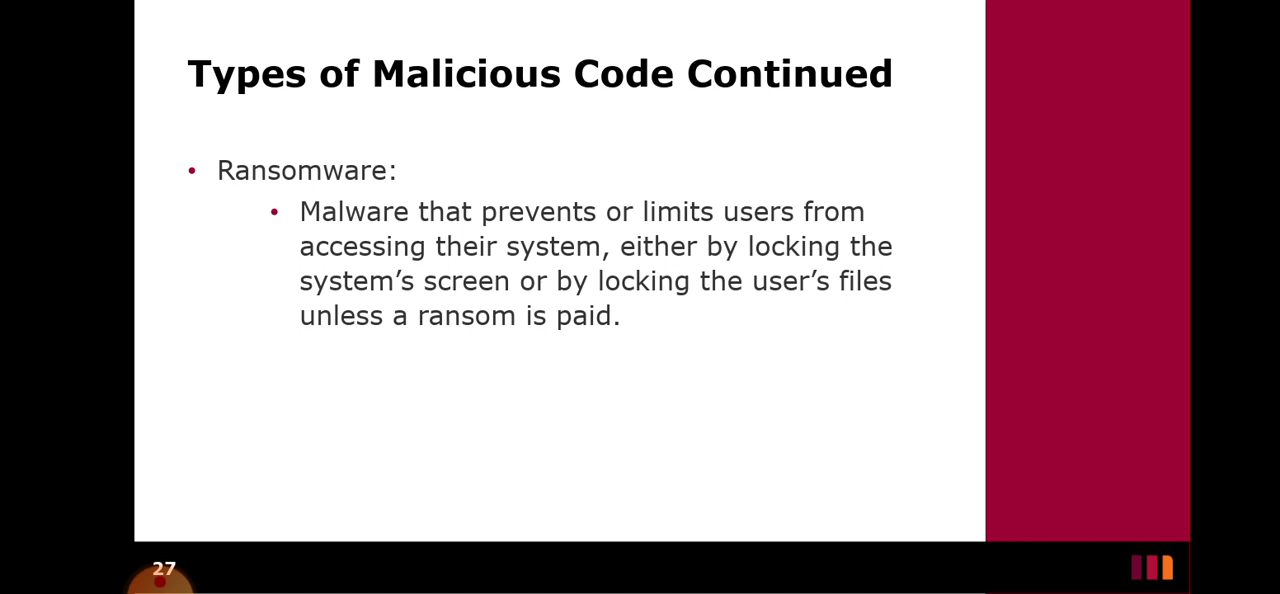 Types of Malicious Code Continued
• Ransomware:
• Malware that prevents or limits users from
accessing their system, either by locking the
system’s screen or by locking the user’s files
unless a ransom is paid.
27